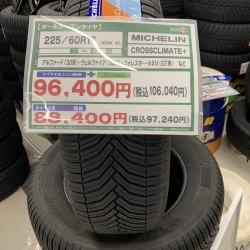 【オールシーズンタイヤ】
225/60R17 103V XL
MICHELIN
CROSSCLIMATE+
アルファード(30系)・ヴェルファイア(30系)・フォレスター・XV(GT系) など
96,400円(税込106,040円)
88,400円(税込97,240円)